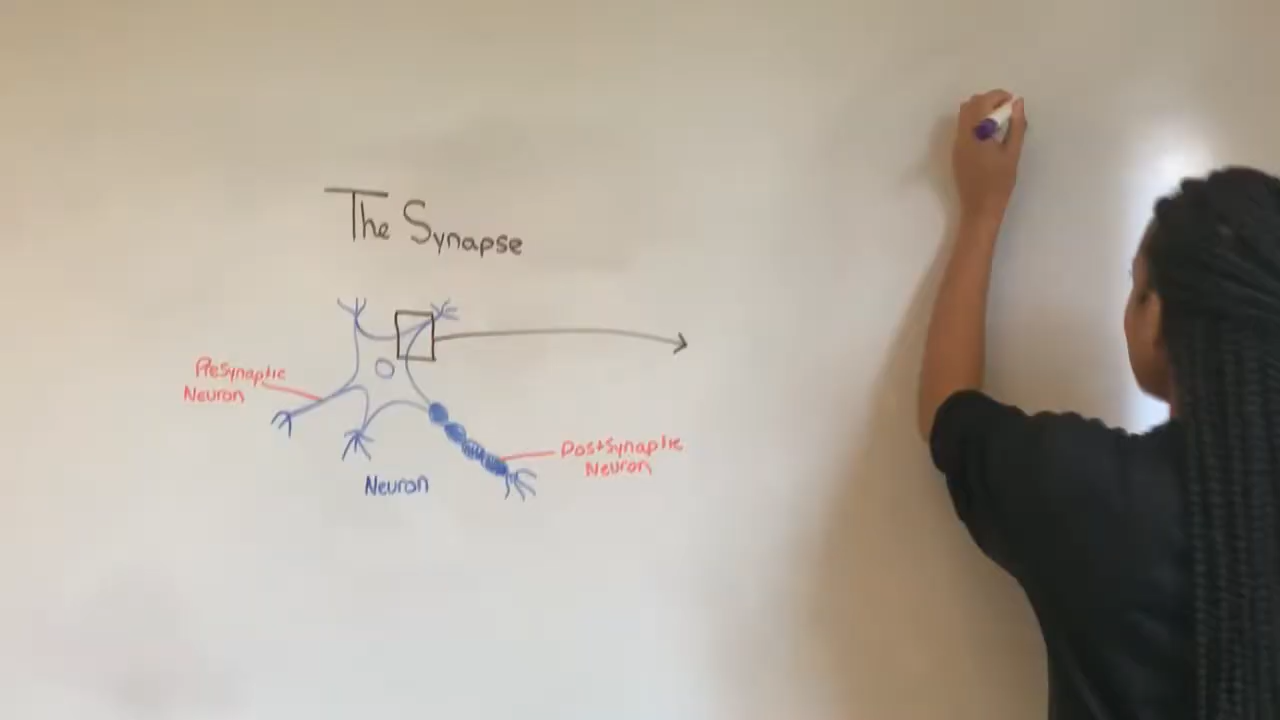 The Synapse
Presynaptic
Neuron
Postsynaptic
Neuron
Neuron